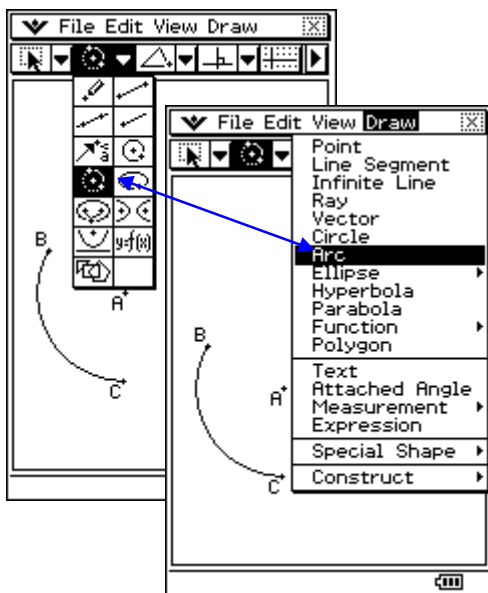 File Edit View Draw
y=f(x)
B
A
C
File Edit View Draw
Point
Line Segment
Infinite Line
Ray
Vector
Circle
Arc
Ellipse
Hyperbola
Parabola
Function
Polygon
Text
Attached Angle
Measurement
Expression
Special Shape
Construct
B
A
C